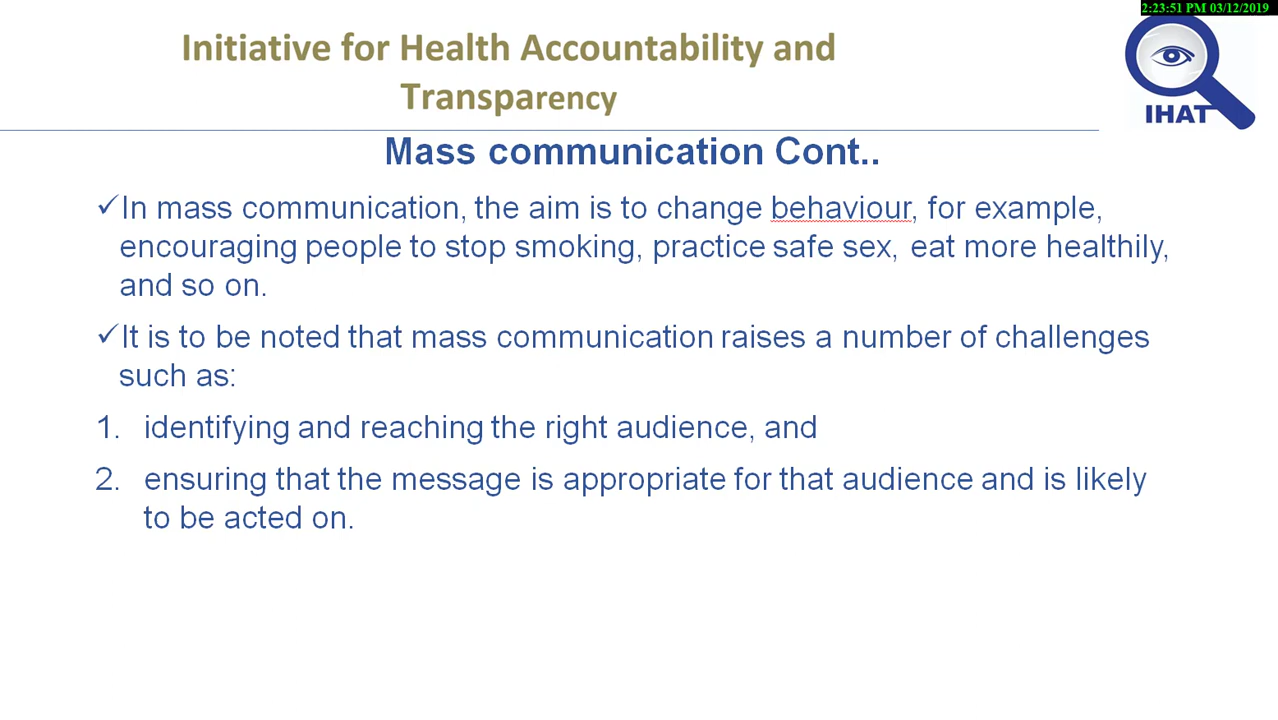 2:23:51 PM 03/12/2019
Initiative for Health Accountability and
Transparency
IHAT
Mass communication Cont..
✓In mass communication, the aim is to change behaviour, for example,
encouraging people to stop smoking, practice safe sex, eat more healthily,
and so on.
✓It is to be noted that mass communication raises a number of challenges
such as:
1. identifying and reaching the right audience, and
2. ensuring that the message is appropriate for that audience and is likely
to be acted on.